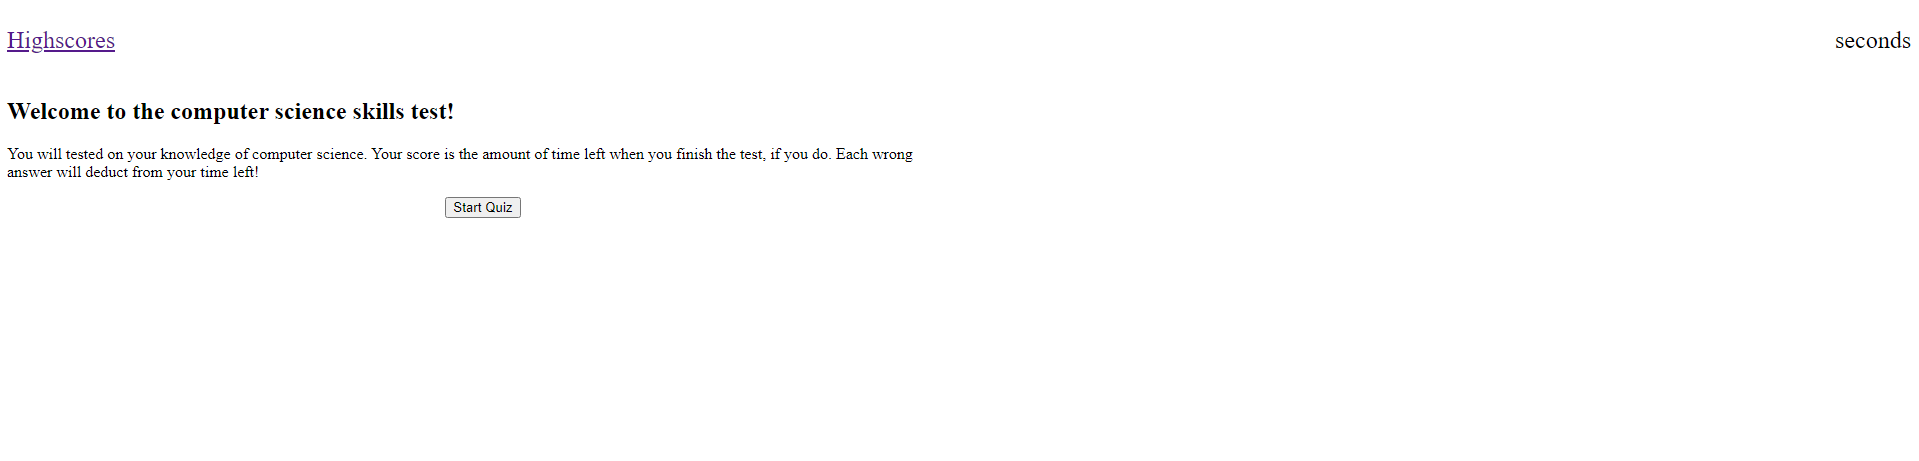 Highscores
seconds
Welcome to the computer science skills test!
You will tested on your knowledge of computer science. Your score is the amount of time left when you finish the test, if you do. Each wrong
answer will deduct from your time left!
Start Quiz